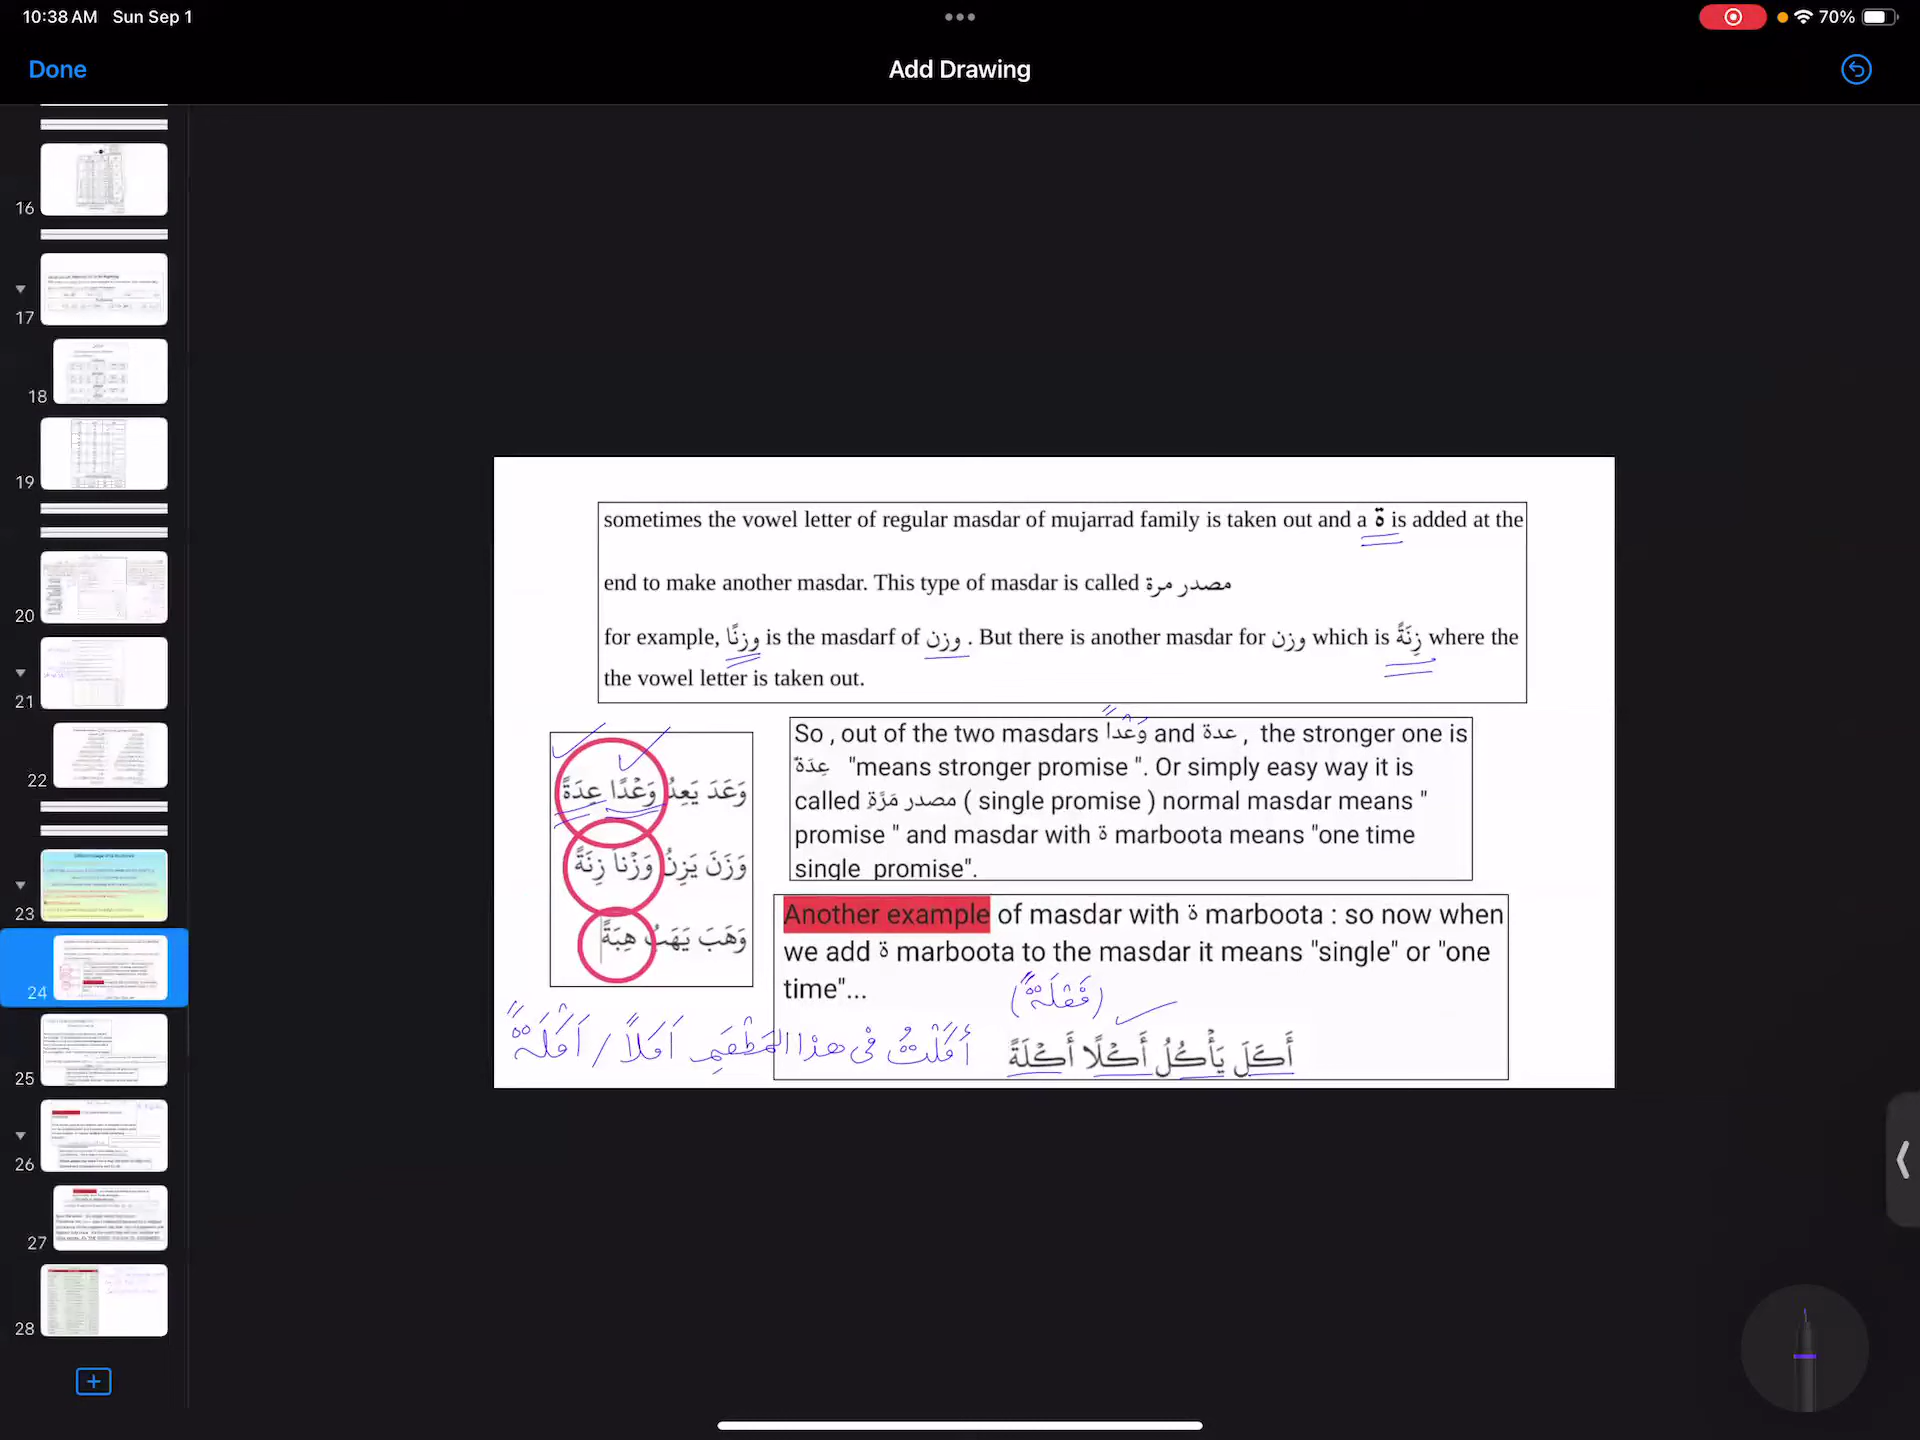 10:38 AM Sun Sep 1
70%
Done
Add Drawing
16
17
18
19
20
21
22
23
24
25
26
27
28
sometimes the vowel letter of regular masdar of mujarrad family is taken out and a ة is added at the
end to make another masdar. This type of masdar is called مصدر مرة
for example, وزنًا is the masdarf of وزن . But there is another masdar for وزن which is زِنَةً where the
the vowel letter is taken out.
وَعَدَ يَعِدُ وَعْدًا عِدَةً
وَزَنَ يَزِنُ وَزْناً زِنَةً
وَهَبَ يَهَبُ هِبَةً
So , out of the two masdars وَعْداً and عدة , the stronger one is
عِدَةٌ "means stronger promise ". Or simply easy way it is
called مصدر مَرَّة ( single promise ) normal masdar means "
promise " and masdar with ة marboota means "one time
single promise".
Another example of masdar with ة marboota : so now when
we add ة marboota to the masdar it means "single" or "one
time"...
(فَعْلَةً)
أَكَلَ يَأْكُلُ أَكْلًا أَكْلَةً
أَكَلْتُ فى هذا المَطْعَمِ اَكلاً / اَكْلَةً